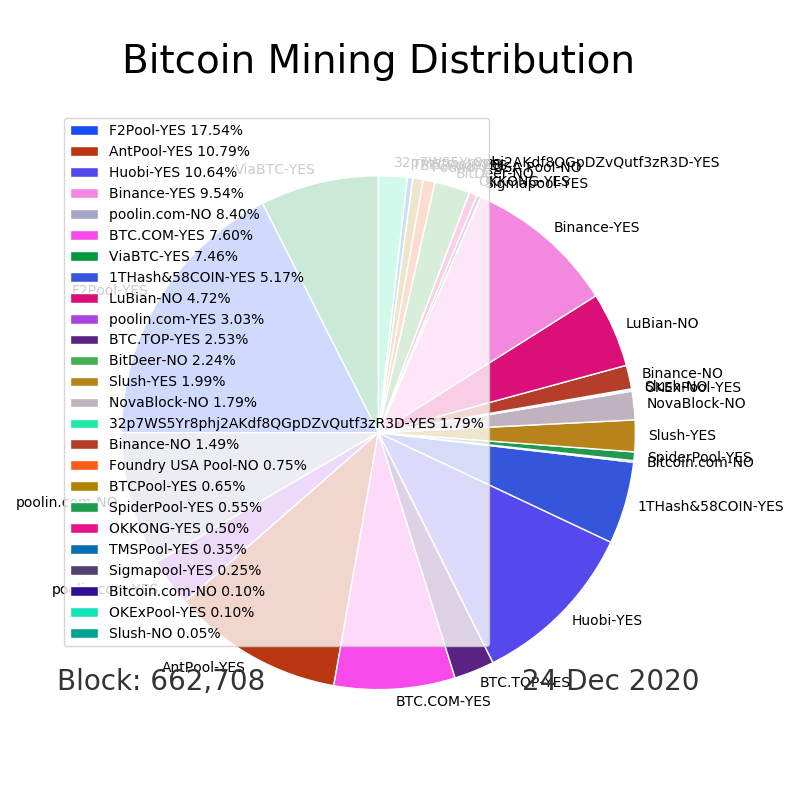 Bitcoin Mining Distribution
F2Pool-YES 17.54%
AntPool-YES 10.79%
Huobi-YES 10.64%
Binance-YES 9.54%
poolin.com-NO 8.40%
BTC.COM-YES 7.60%
ViaBTC-YES 7.46%
1THash&58COIN-YES 5.17%
LuBian-NO 4.72%
poolin.com-YES 3.03%
BTC.TOP-YES 2.53%
BitDeer-NO 2.24%
Slush-YES 1.99%
NovaBlock-NO 1.79%
32p7WS5Yr8phj2AKdf8QGpDZvQutf3zR3D-YES 1.79%
Binance-NO 1.49%
Foundry USA Pool-NO 0.75%
BTCPool-YES 0.65%
SpiderPool-YES 0.55%
OKKONG-YES 0.50%
TMSPool-YES 0.35%
Sigmapool-YES 0.25%
Bitcoin.com-NO 0.10%
OKExPool-YES 0.10%
Slush-NO 0.05%
ViaBTC-YES
F2Pool-YES
poolin.com-NO
AntPool-YES
BTC.COM-YES
BTC.TOP-YES
Huobi-YES
1THash&58COIN-YES
Bitcoin.com-NO
SpiderPool-YES
Slush-YES
NovaBlock-NO
OKExPool-YES
Slush-NO
Binance-NO
LuBian-NO
Binance-YES
Sigmapool-YES
OKKONG-YES
BitDeer-NO
Block: 662,708
24 Dec 2020